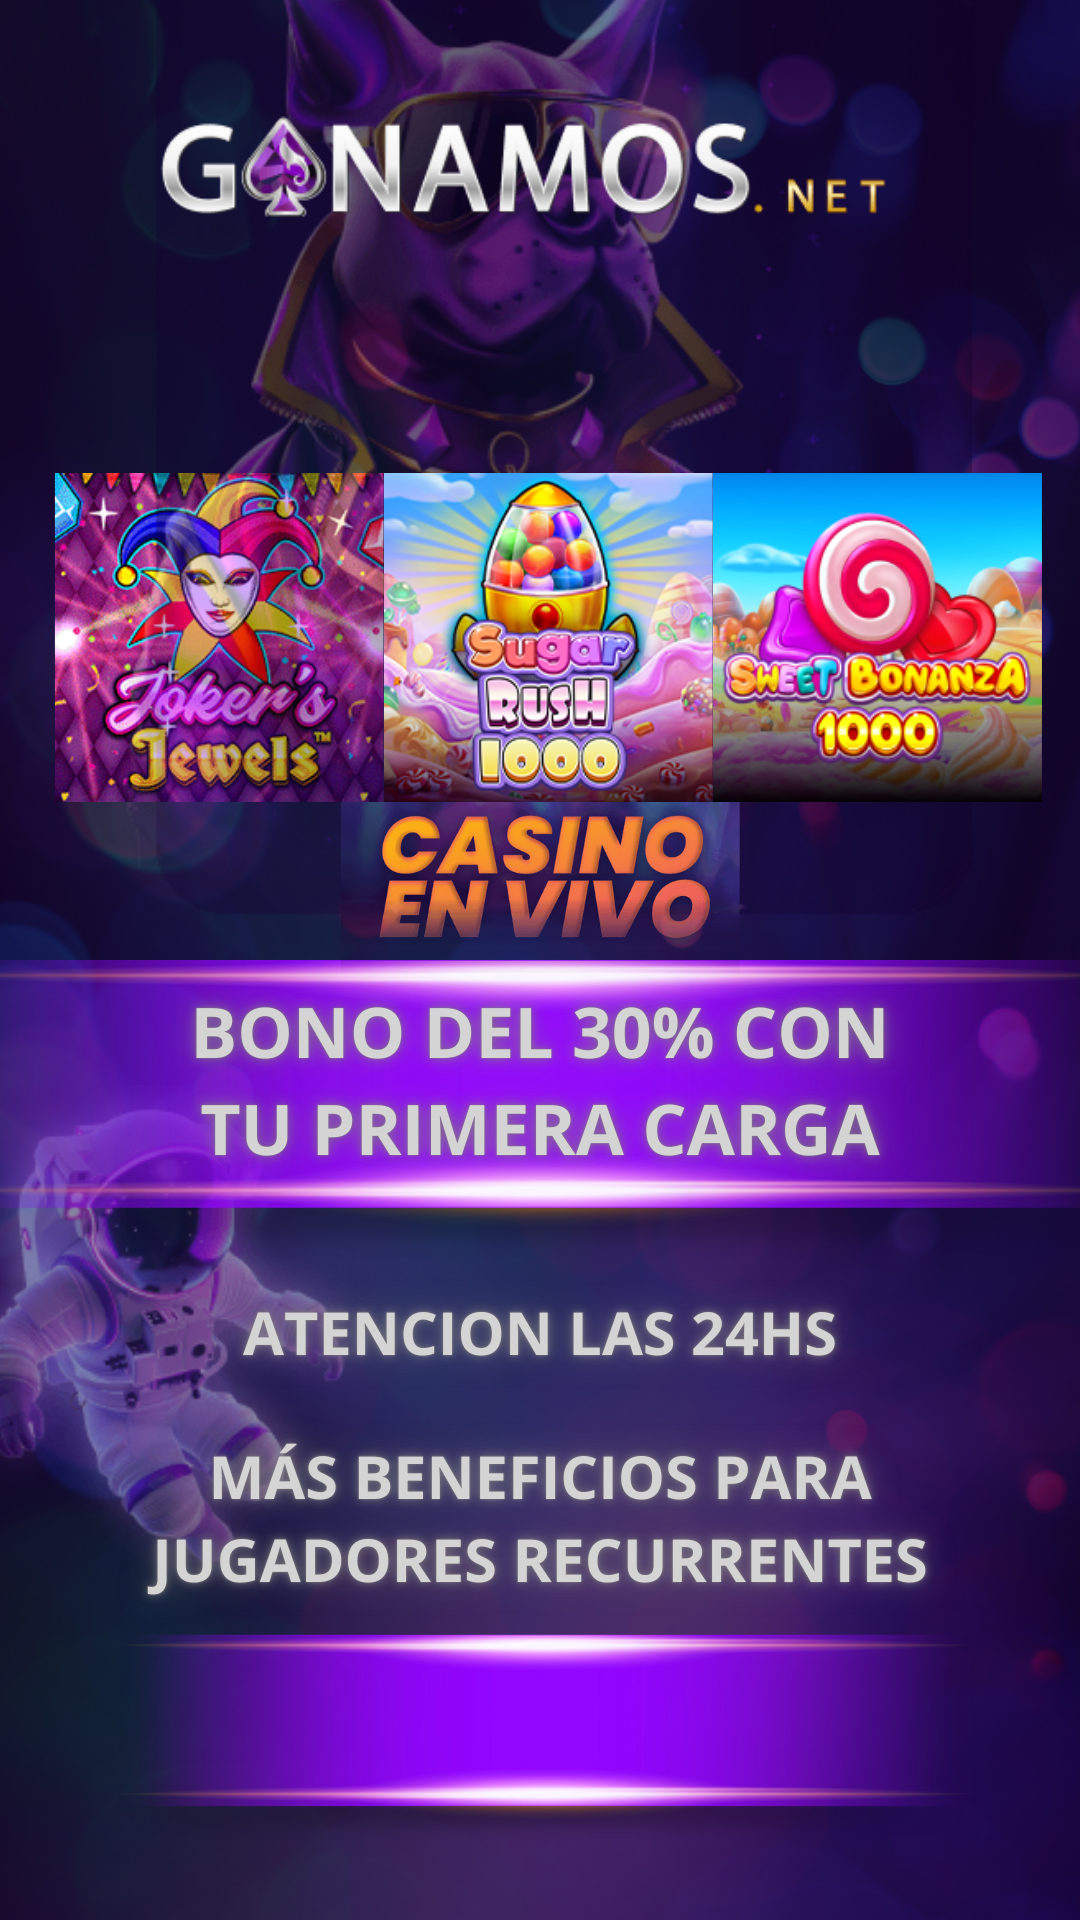 GANAMOS.NET
Joker's
Jewels™
Sugar
RUSH
1000
SWEET BONANZA
1000
CASINO
EN VIVO
BONO DEL 30% CON
TU PRIMERA CARGA
ATENCION LAS 24HS
MÁS BENEFICIOS PARA
JUGADORES RECURRENTES